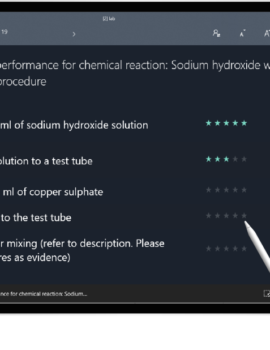 19
performance for chemical reaction: Sodium hydroxide w
procedure
ml of sodium hydroxide solution
olution to a test tube
ml of copper sulphate
to the test tube
r mixing (refer to description. Please
res as evidence)
nce for chemical reaction: Sodium...